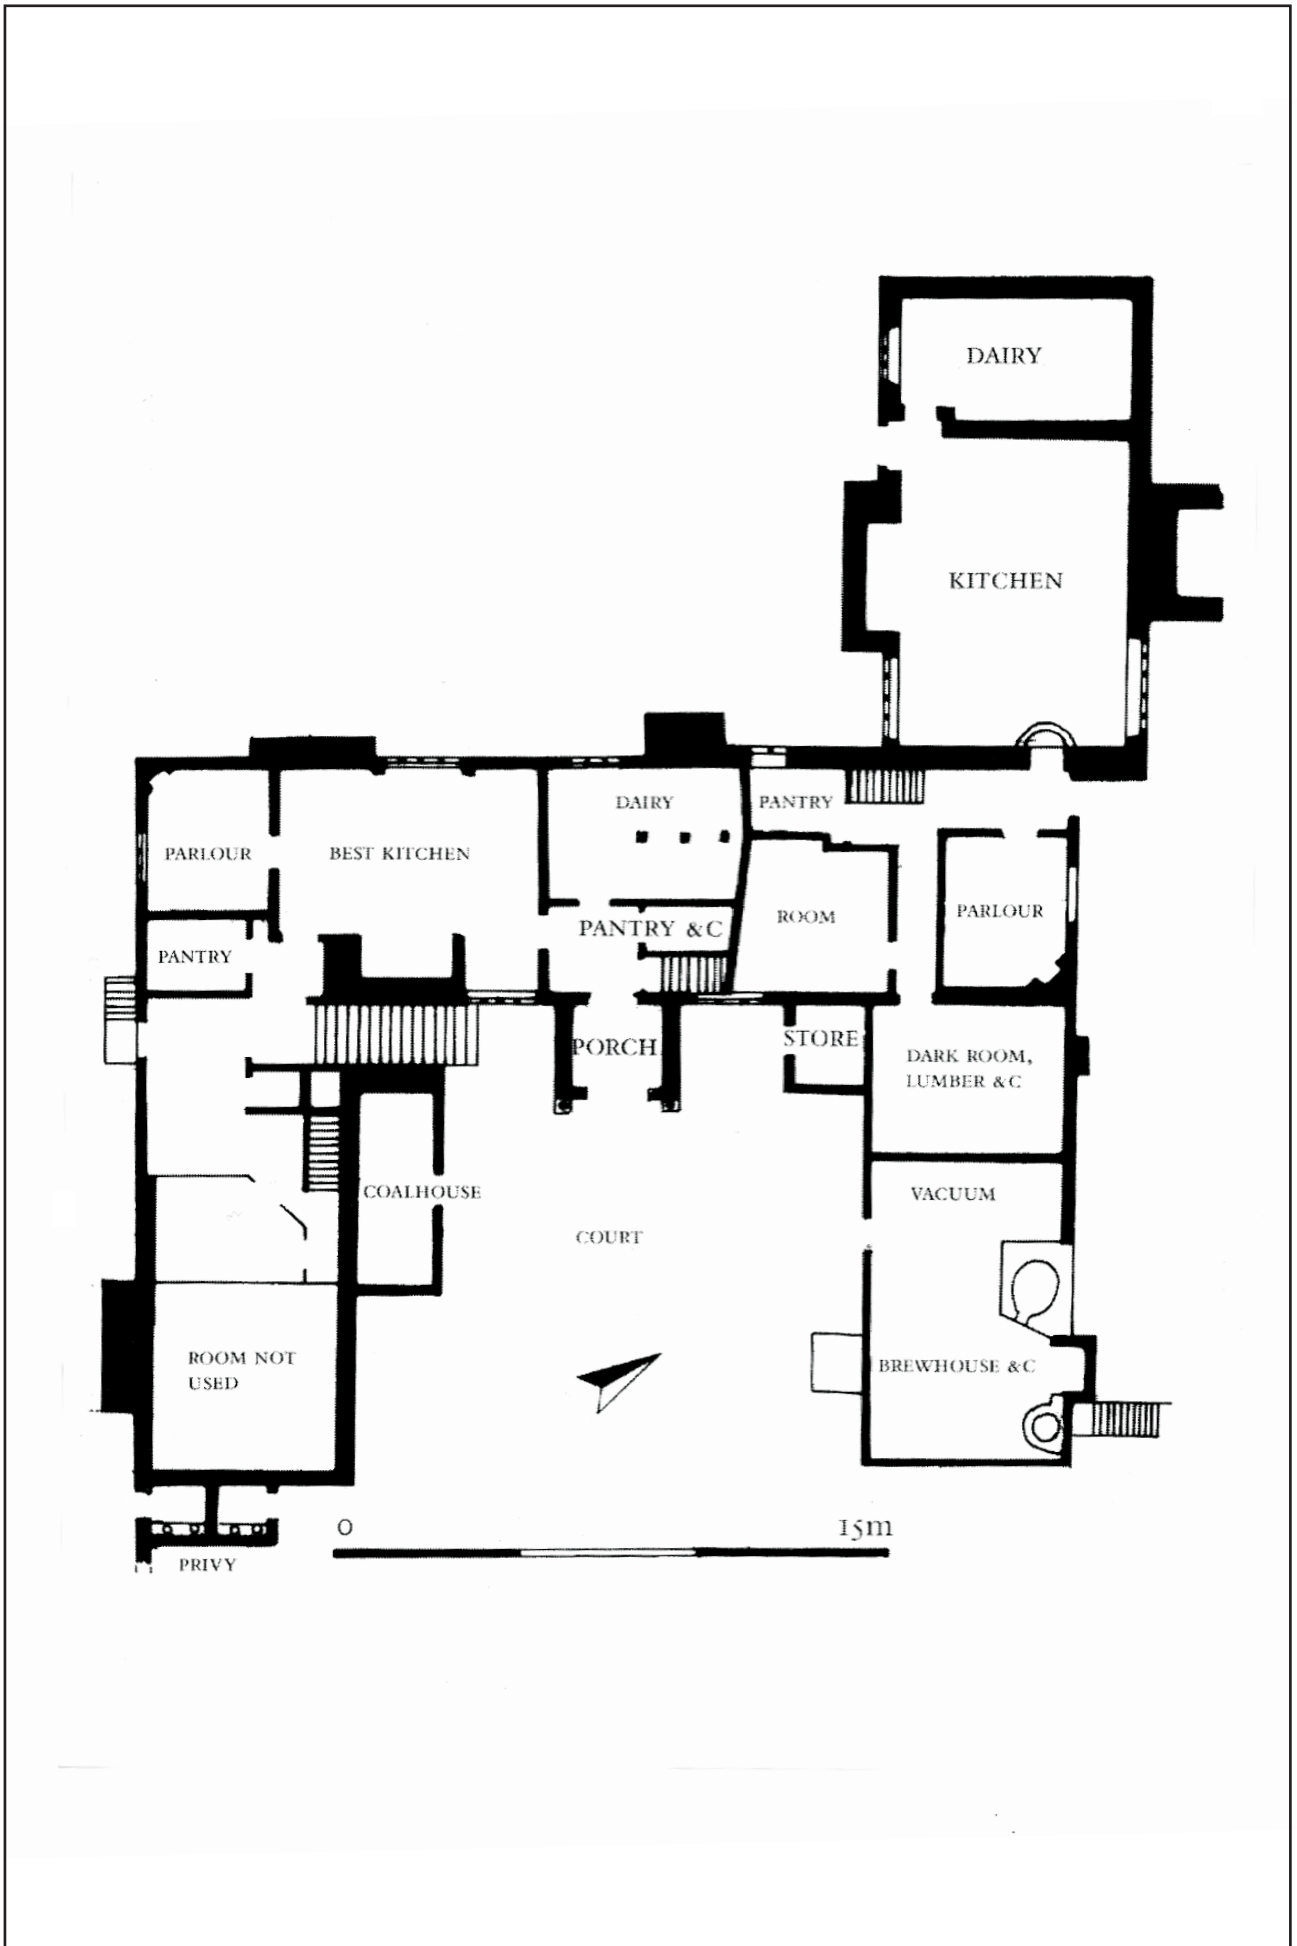 DAIRY
KITCHEN
DAIRY
PANTRY
PARLOUR
BEST KITCHEN
PARLOUR
ROOM
PANTRY &C
PANTRY
STORE
PORCH
DARK ROOM,
LUMBER &C
COALHOUSE
VACUUM
COURT
ROOM NOT
USED
BREWHOUSE &C
0
15m
PRIVY